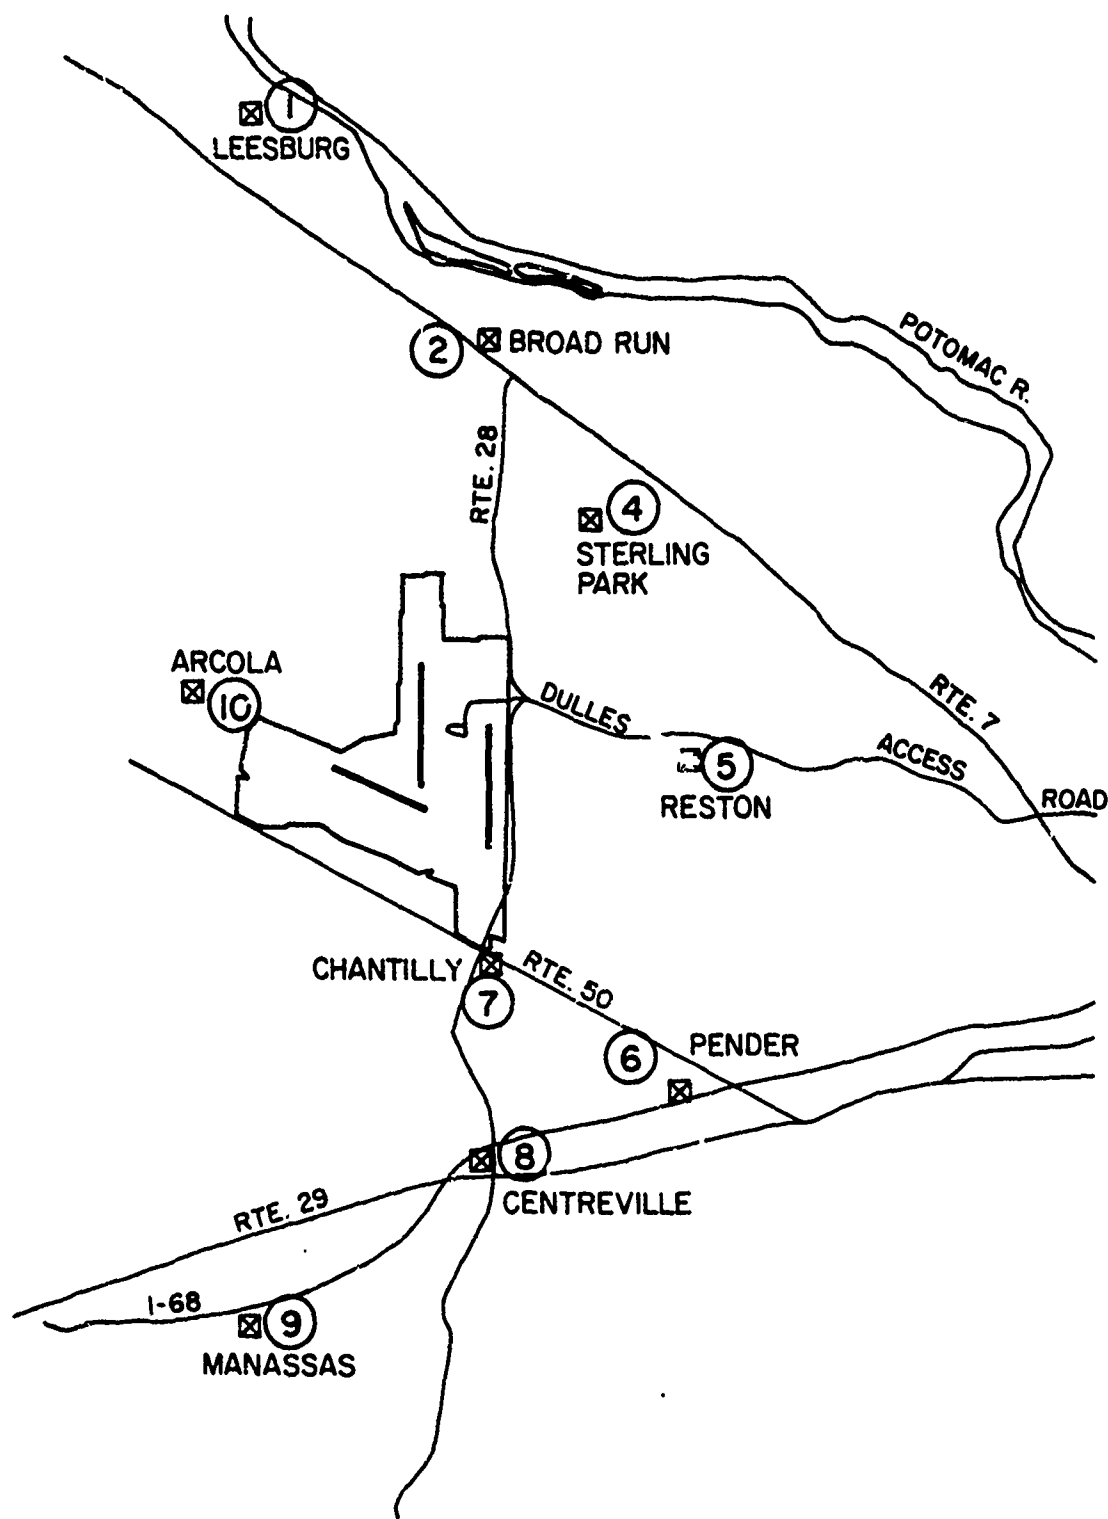 1
LEESBURG
POTOMAC R.
2
BROAD RUN
RTE. 28
4
STERLING
PARK
ARCOLA
10
DULLES
ACCESS
ROAD
RTE. 7
5
RESTON
CHANTILLY
7
RTE. 50
6
PENDER
8
CENTREVILLE
RTE. 29
I-68
9
MANASSAS